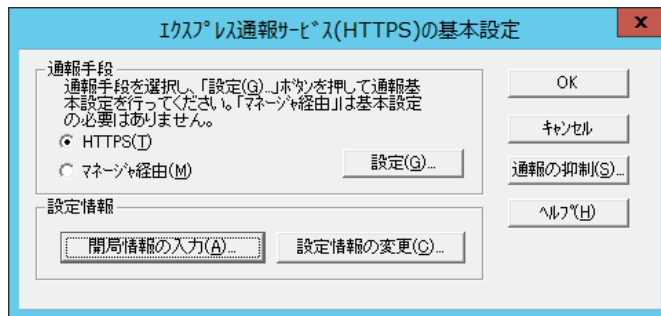 ｴｸｽﾌﾟﾚｽ通報ｻｰﾋﾞｽ(HTTPS)の基本設定
x
通報手段
通報手段を選択し、「設定(G)...」ﾎﾞﾀﾝを押して通報基
本設定を行ってください。「ﾏﾈｰｼﾞｬ経由」は基本設定
の必要はありません。
HTTPS(T)
ﾏﾈｰｼﾞｬ経由(M)
設定(G)...
設定情報
開局情報の入力(A)...
設定情報の変更(C)...
OK
ｷｬﾝｾﾙ
通報の抑制(S)...
ﾍﾙﾌﾟ(H)